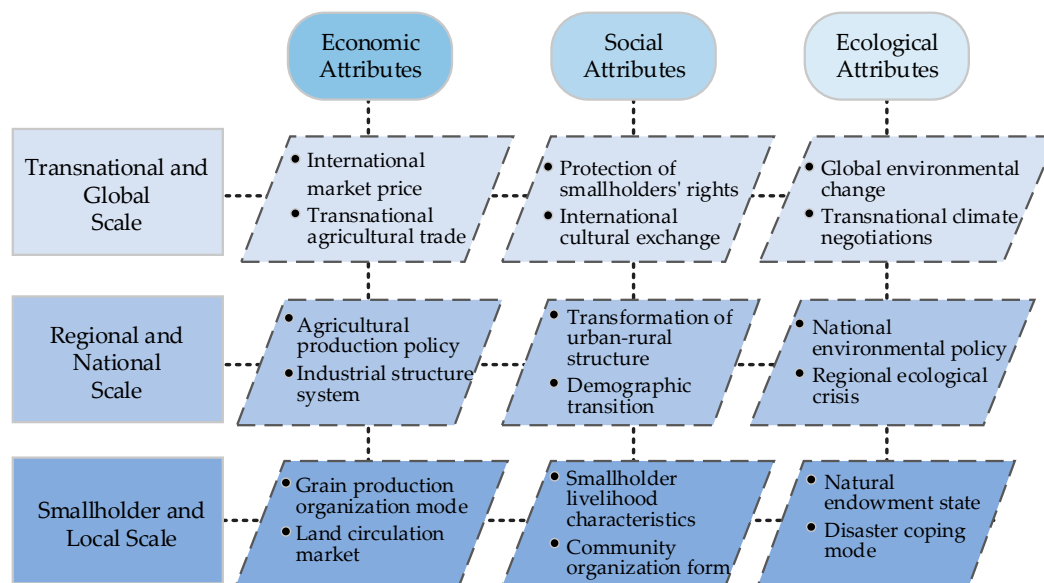 Economic
Attributes
Social
Attributes
Ecological
Attributes
Transnational and
Global
Scale
• International
market price
• Transnational
agricultural trade
• Protection of
smallholders' rights
• International
cultural exchange
• Global environmental
change
• Transnational climate
negotiations
Regional and
National
Scale
• Agricultural
production policy
• Industrial structure
system
• Transformation of
urban-rural
structure
• Demographic
transition
• National
environmental policy
• Regional ecological
crisis
Smallholder and
Local Scale
• Grain production
organization mode
• Land circulation
market
• Smallholder
livelihood
characteristics
• Community
organization form
• Natural
endowment state
• Disaster coping
mode